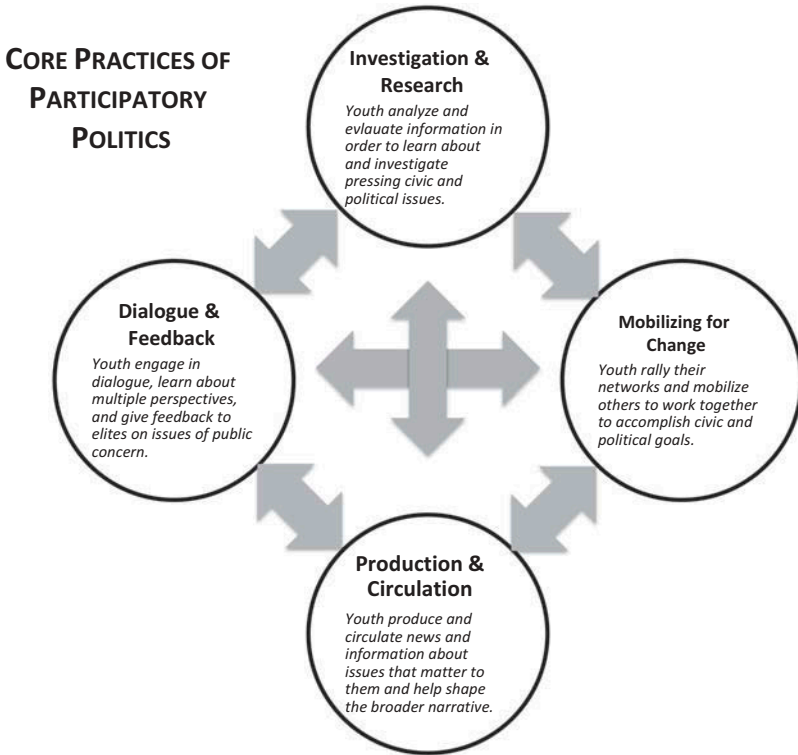 CORE PRACTICES OF
PARTICIPATORY
POLITICS
Investigation &
Research
Youth analyze and
evlauate information in
order to learn about
and investigate
pressing civic and
political issues.
Dialogue &
Feedback
Youth engage in
dialogue, learn about
multiple perspectives,
and give feedback to
elites on issues of public
concern.
Mobilizing for
Change
Youth rally their
networks and mobilize
others to work together
to accomplish civic and
political goals.
Production &
Circulation
Youth produce and
circulate news and
information about
issues that matter to
them and help shape
the broader narrative.